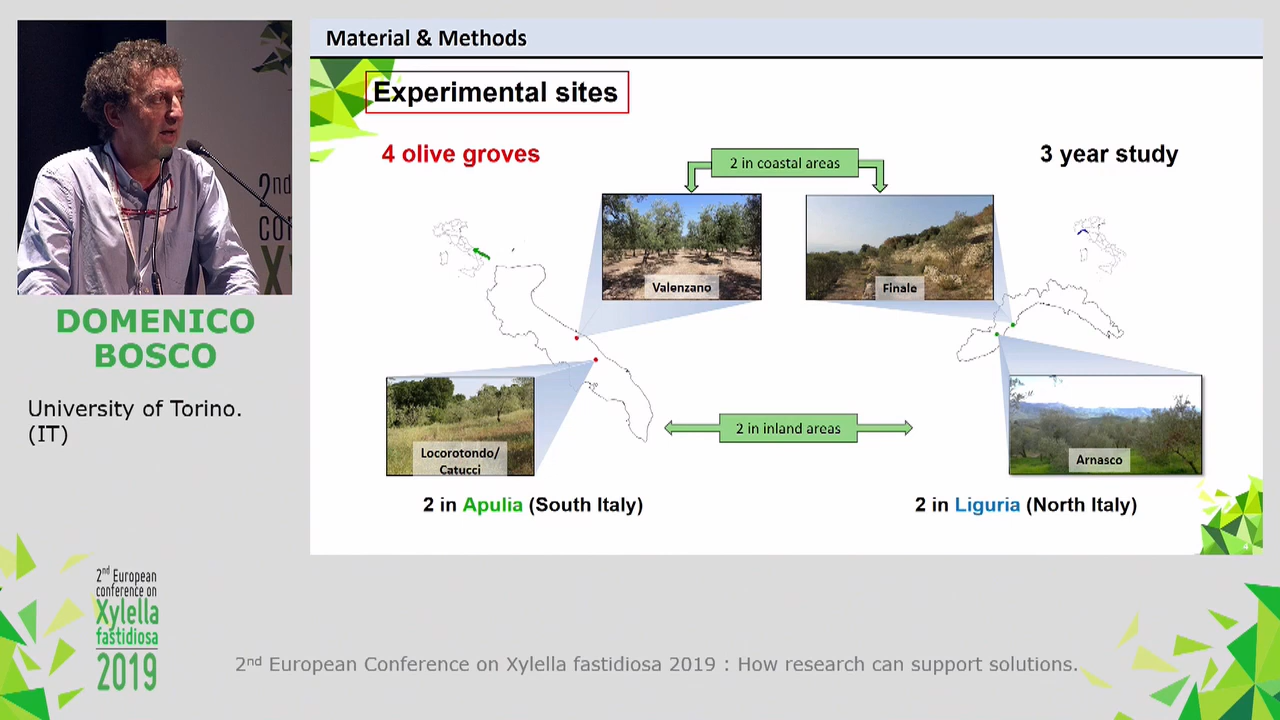 Material & Methods
Experimental sites
4 olive groves
2 in coastal areas
3 year study
Valenzano
Finale
Locorotondo/
Catucci
2 in inland areas
Arnasco
2 in Apulia (South Italy)
2 in Liguria (North Italy)
4
2nd
Xy
DOMENICO
BOSCO
University of Torino.
(IT)
2nd European
conference on
Xylella
fastidiosa
2019
2nd European Conference on Xylella fastidiosa 2019 : How research can support solutions.